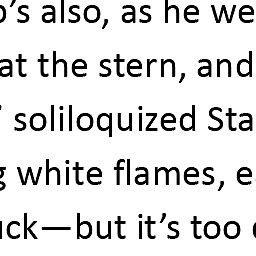 ’s also, as he we
at the stern, and
’ soliloquized Sta
g white flames, e
uck—but it’s too